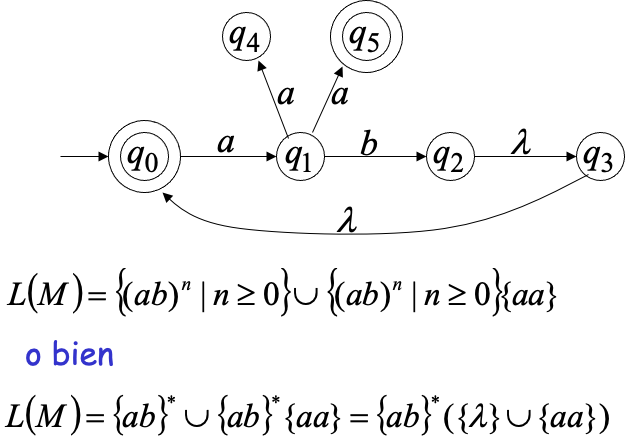 q₄ q₅
a a
q₀ a q₁ b q₂ λ q₃
λ
L(M) = {(ab)ⁿ | n ≥ 0} ∪ {(ab)ⁿ | n ≥ 0}{aa}
o bien
L(M) = {ab}* ∪ {ab}*{aa} = {ab}*({λ} ∪ {aa})